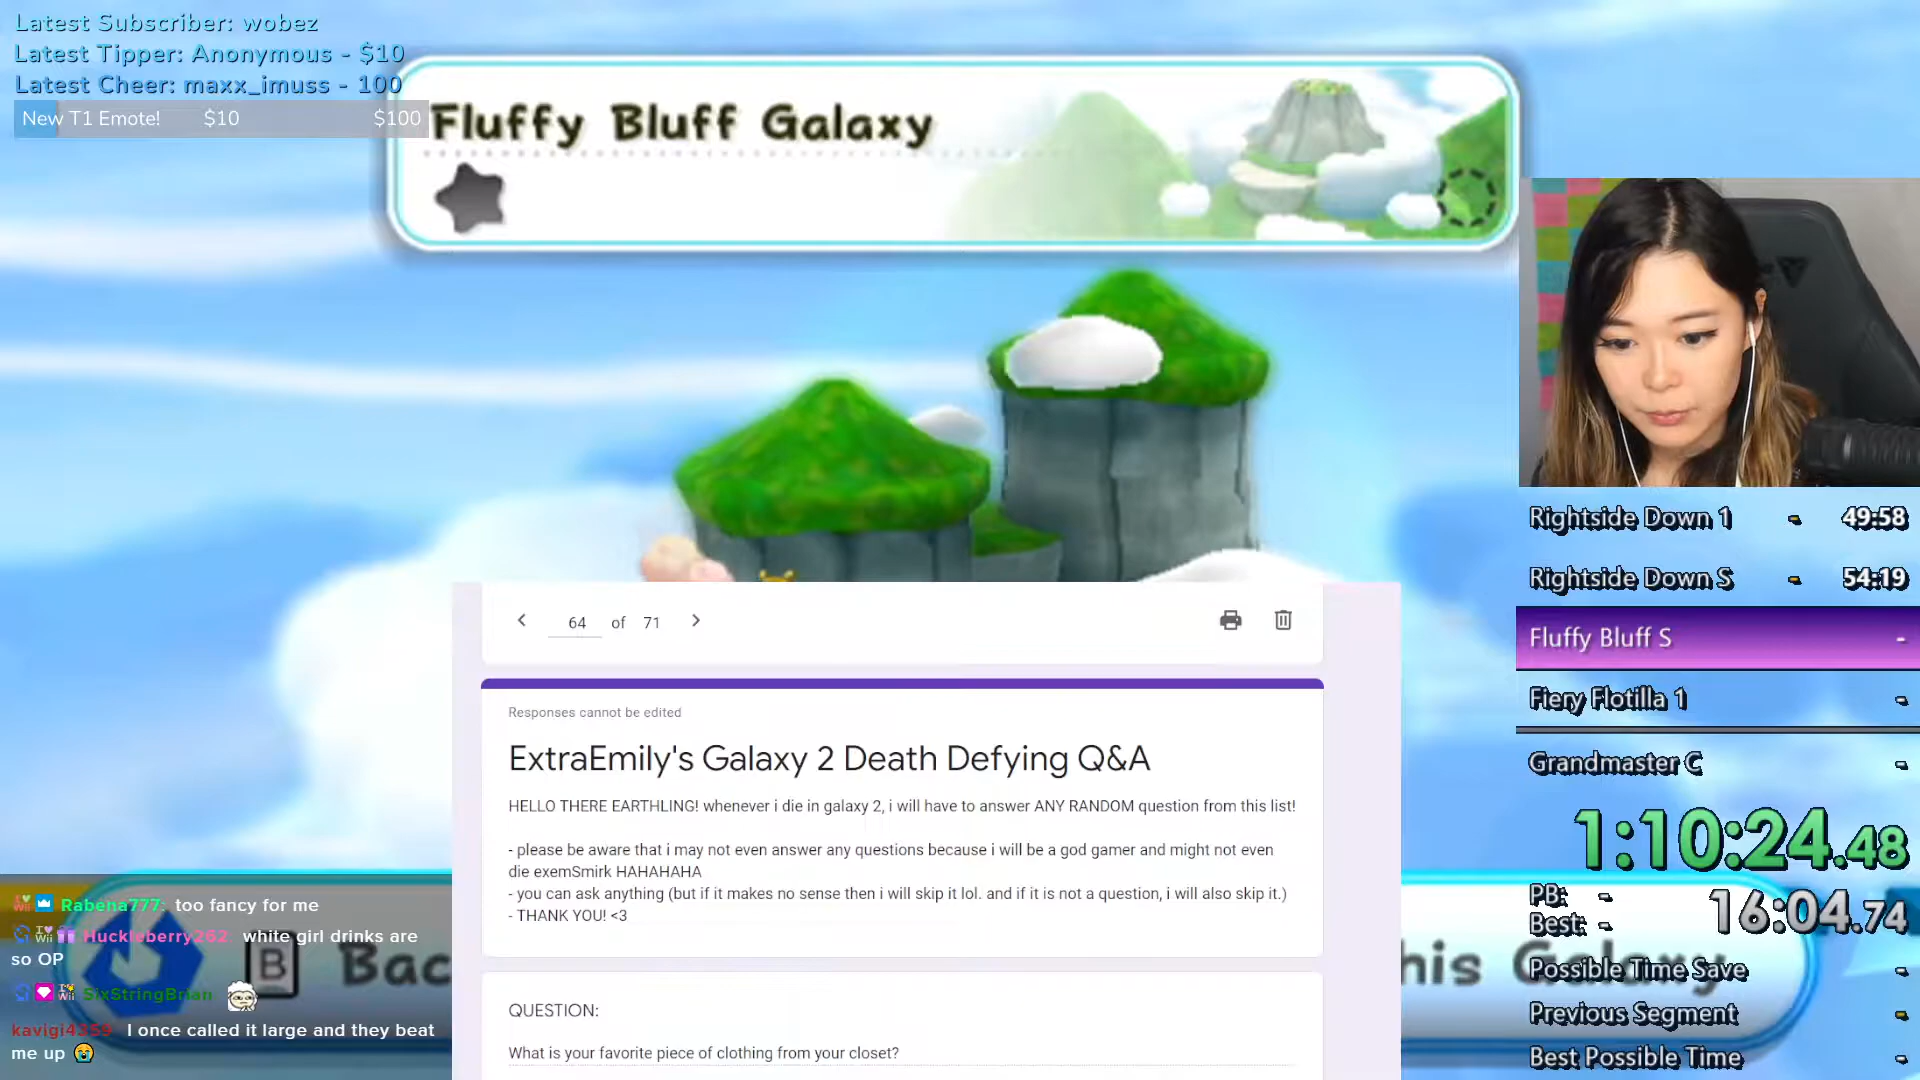 Latest Subscriber: wobez
Latest Tipper: Anonymous - $10
Latest Cheer: maxx_imuss - 100
New T1 Emote! $10 $100
Fluffy Bluff Galaxy
Rightside Down 1 - 49:58
Rightside Down S - 54:19
Fluffy Bluff S -
Fiery Flotilla 1 -
Grandmaster C -
1:10:24.48
PB: -
Best: -
16:04.74
Possible Time Save -
Previous Segment -
Best Possible Time -
64 of 71
Responses cannot be edited
ExtraEmily's Galaxy 2 Death Defying Q&A
HELLO THERE EARTHLING! whenever i die in galaxy 2, i will have to answer ANY RANDOM question from this list!
- please be aware that i may not even answer any questions because i will be a god gamer and might not even
die exemSmirk HAHAHAHA
- you can ask anything (but if it makes no sense then i will skip it lol. and if it is not a question, i will also skip it.)
- THANK YOU! <3
QUESTION:
What is your favorite piece of clothing from your closet?
Rabena777: too fancy for me
Huckleberry262: white girl drinks are
so OP
SixStringBrian
kavigi4359 I once called it large and they beat
me up 😭
B Bac
his Galaxy